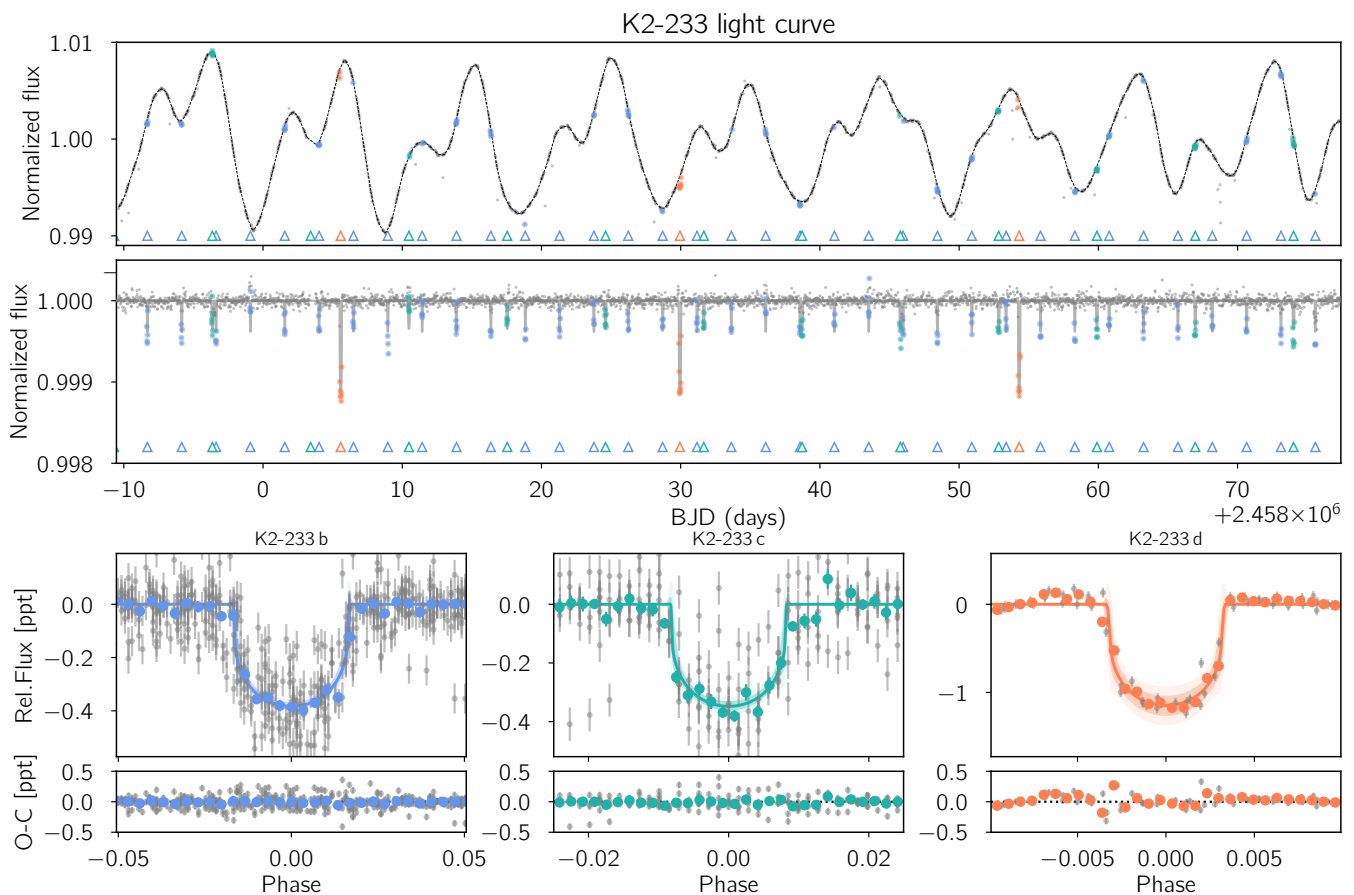 K2-233 light curve
1.01
1.00
0.99
Normalized flux
1.000
0.999
0.998
Normalized flux
−10 0 10 20 30 40 50 60 70
BJD (days)
+2.458×10⁶
K2-233 b K2-233 c K2-233 d
0.0
−0.2
−0.4
Rel.Flux [ppt]
0.0
−0.2
−0.4
0
−1
0.5
0.0
−0.5
O-C [ppt]
0.5
0.0
−0.5
0.5
0.0
−0.5
−0.05 0.00 0.05
−0.02 0.00 0.02
−0.005 0.000 0.005
Phase Phase Phase